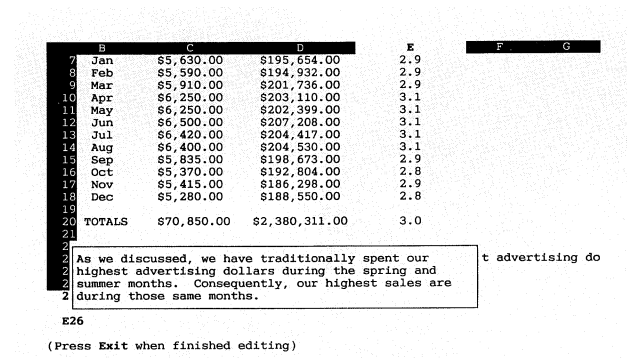 B C D E F G
7 Jan $5,630.00 $195,654.00 2.9
8 Feb $5,590.00 $194,932.00 2.9
9 Mar $5,910.00 $201,736.00 2.9
10 Apr $6,250.00 $203,110.00 3.1
11 May $6,250.00 $202,399.00 3.1
12 Jun $6,500.00 $207,208.00 3.1
13 Jul $6,420.00 $204,417.00 3.1
14 Aug $6,400.00 $204,530.00 3.1
15 Sep $5,835.00 $198,673.00 2.9
16 Oct $5,370.00 $192,804.00 2.8
17 Nov $5,415.00 $186,298.00 2.9
18 Dec $5,280.00 $188,550.00 2.8
19
20 TOTALS $70,850.00 $2,380,311.00 3.0
21
2
2 As we discussed, we have traditionally spent our t advertising do
2 highest advertising dollars during the spring and
2 summer months. Consequently, our highest sales are
2 during those same months.
E26
(Press Exit when finished editing)